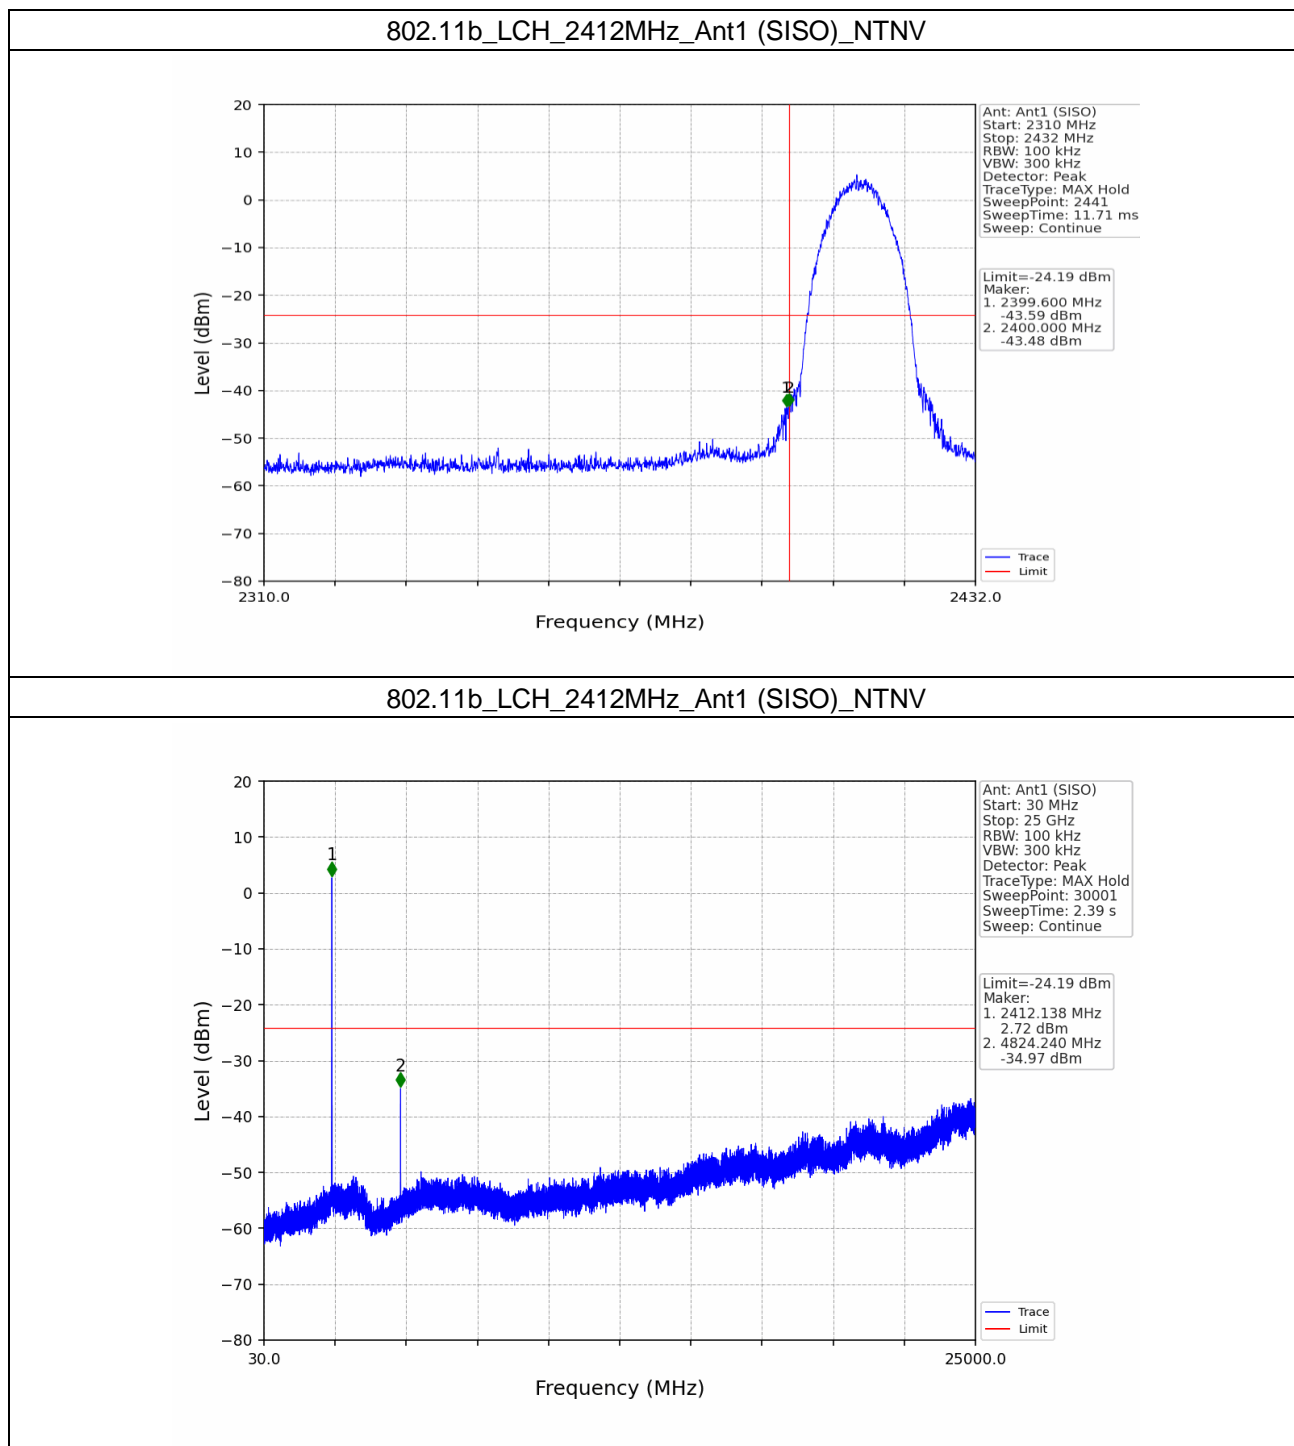 802.11b_LCH_2412MHz_Ant1 (SISO)_NTNV
20
10
0
−10
−20
−30
−40
−50
−60
−70
−80
Level (dBm)
1
2
2310.0
2432.0
Frequency (MHz)
Ant: Ant1 (SISO)
Start: 2310 MHz
Stop: 2432 MHz
RBW: 100 kHz
VBW: 300 kHz
Detector: Peak
TraceType: MAX Hold
SweepPoint: 2441
SweepTime: 11.71 ms
Sweep: Continue
Limit=-24.19 dBm
Maker:
1. 2399.600 MHz
-43.59 dBm
2. 2400.000 MHz
-43.48 dBm
Trace
Limit
802.11b_LCH_2412MHz_Ant1 (SISO)_NTNV
20
10
0
−10
−20
−30
−40
−50
−60
−70
−80
Level (dBm)
1
2
30.0
25000.0
Frequency (MHz)
Ant: Ant1 (SISO)
Start: 30 MHz
Stop: 25 GHz
RBW: 100 kHz
VBW: 300 kHz
Detector: Peak
TraceType: MAX Hold
SweepPoint: 30001
SweepTime: 2.39 s
Sweep: Continue
Limit=-24.19 dBm
Maker:
1. 2412.138 MHz
2.72 dBm
2. 4824.240 MHz
-34.97 dBm
Trace
Limit